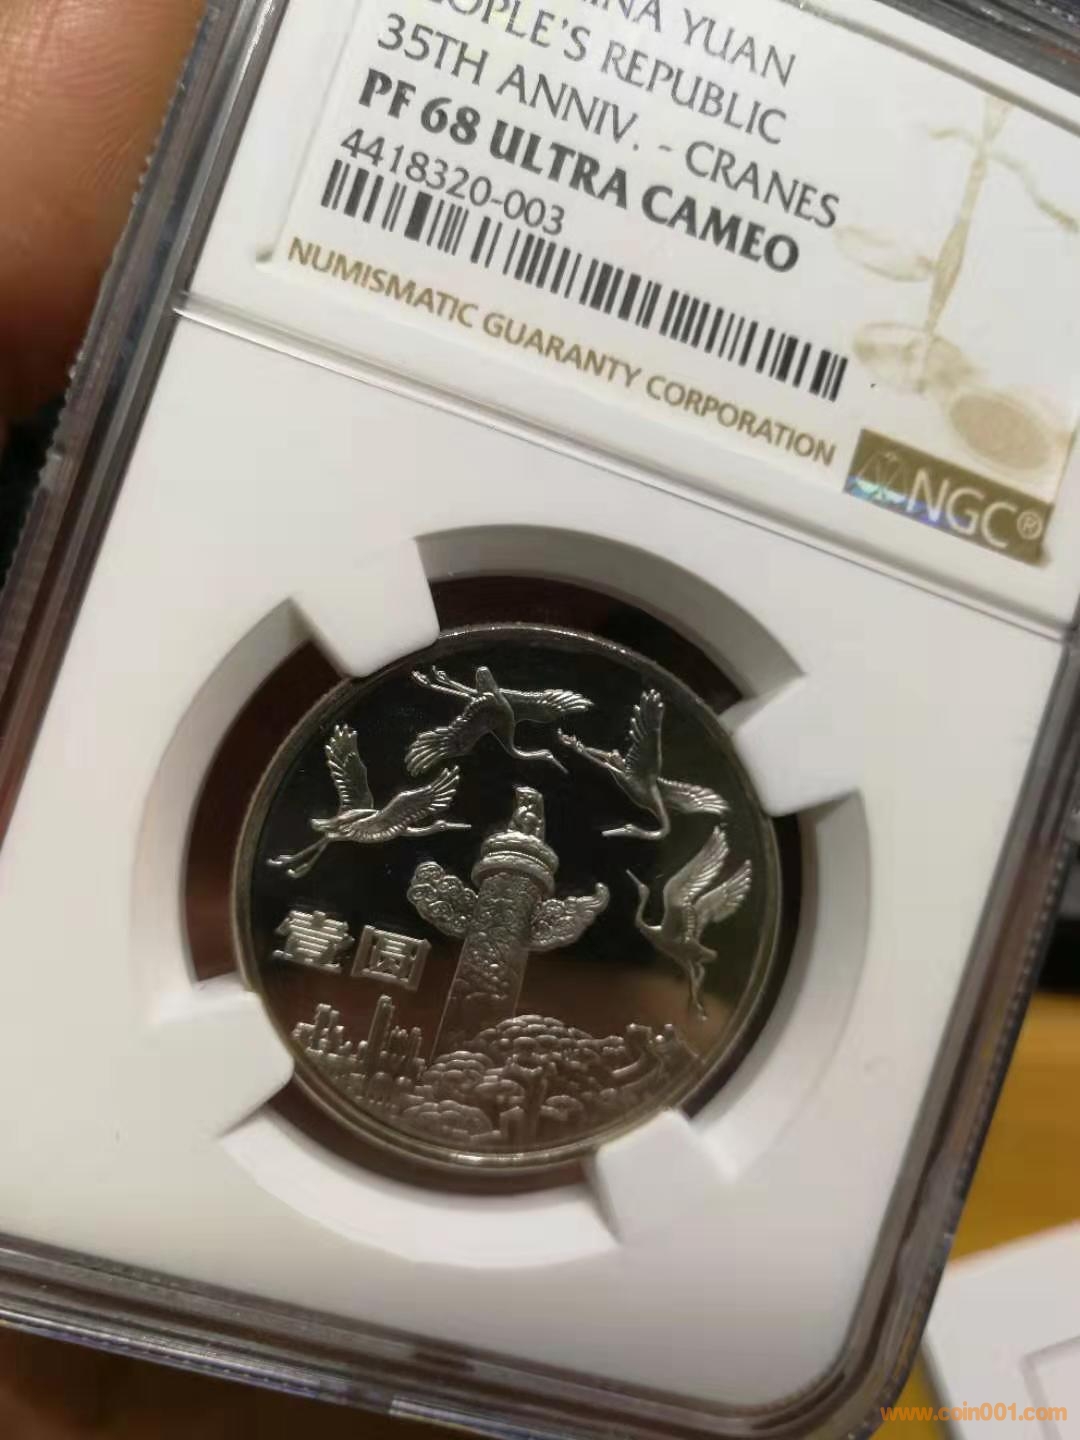 YUAN
PEOPLE'S REPUBLIC
35TH ANNIV. - CRANES
PF 68 ULTRA CAMEO
4418320-003
NUMISMATIC GUARANTY CORPORATION
NGC®
壹圆
www.coin001.com